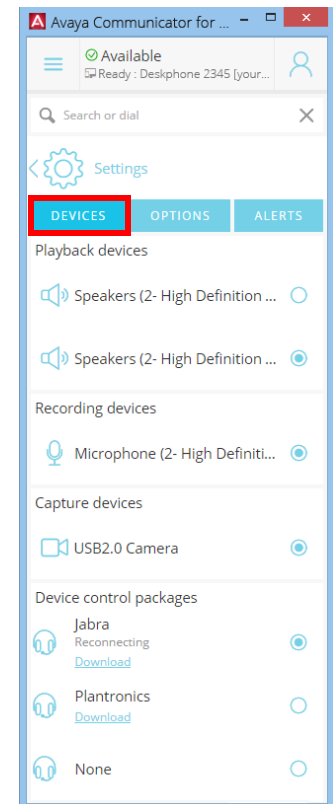 Avaya Communicator for ...
Available
Ready : Deskphone 2345 [your...
Search or dial
Settings
DEVICES OPTIONS ALERTS
Playback devices
Speakers (2- High Definition ...
Speakers (2- High Definition ...
Recording devices
Microphone (2- High Definiti...
Capture devices
USB2.0 Camera
Device control packages
Jabra
Reconnecting
Download
Plantronics
Download
None